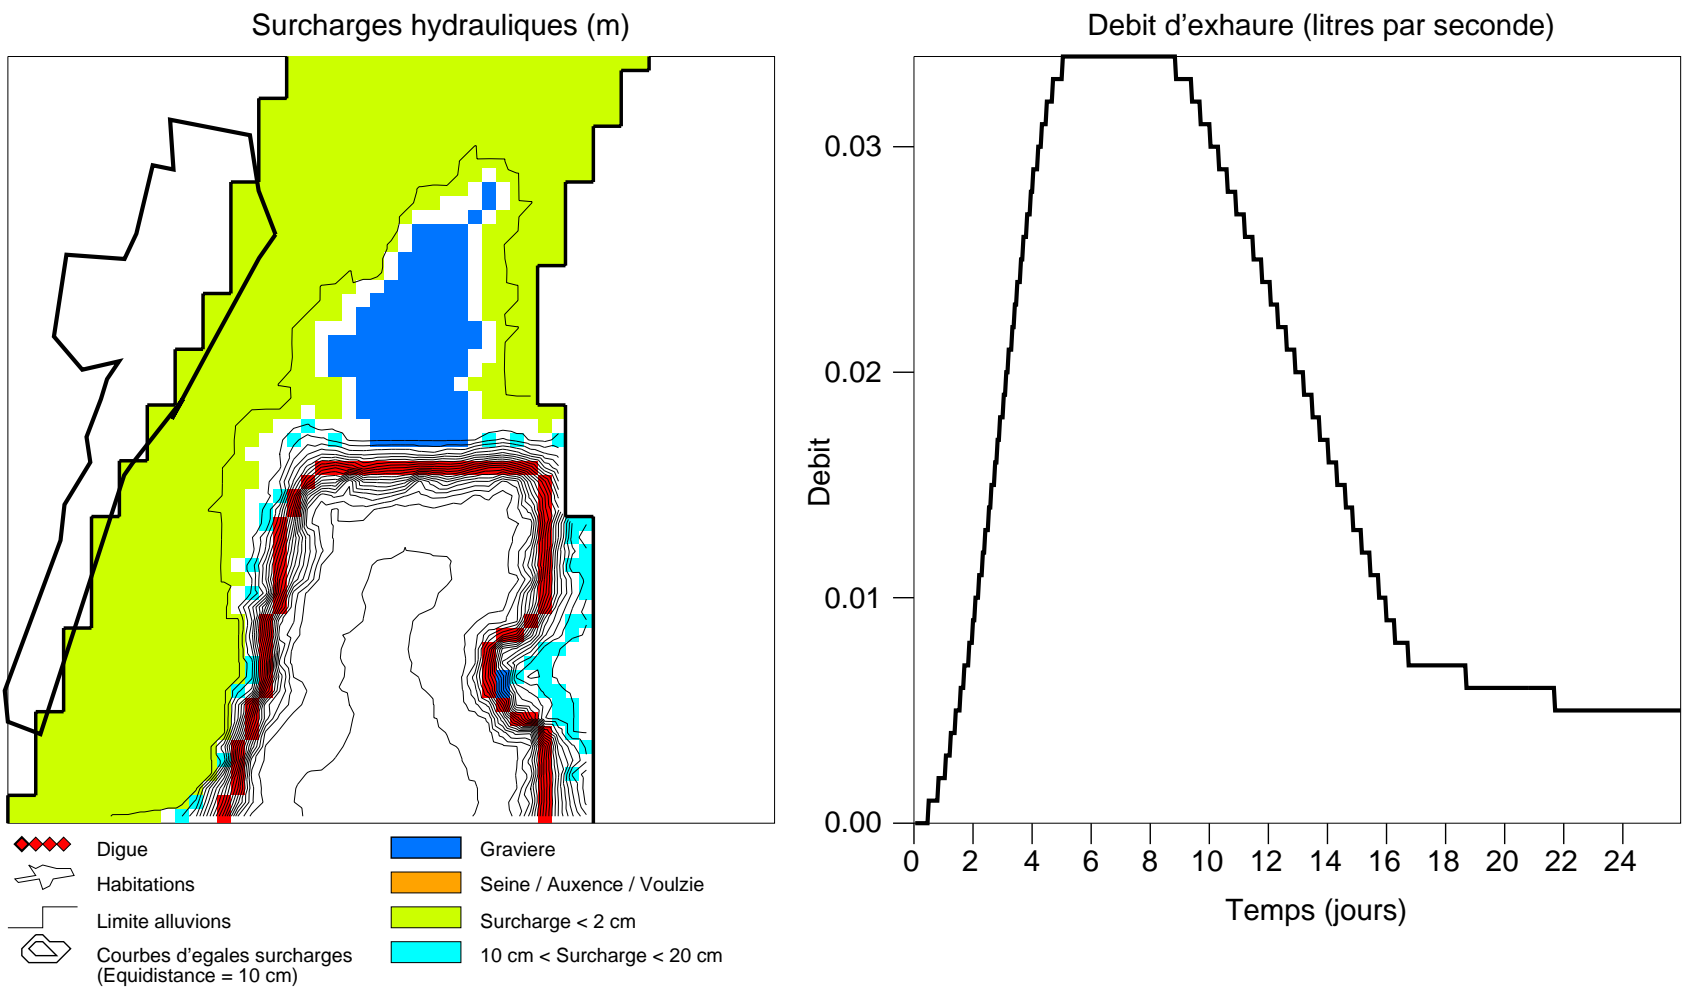 Surcharges hydrauliques (m)
Debit d'exhaure (litres par seconde)
0.03
0.02
0.01
0.00
Debit
0 2 4 6 8 10 12 14 16 18 20 22 24
Temps (jours)
Digue
Habitations
Limite alluvions
Courbes d'egales surcharges
(Equidistance = 10 cm)
Graviere
Seine / Auxence / Voulzie
Surcharge < 2 cm
10 cm < Surcharge < 20 cm